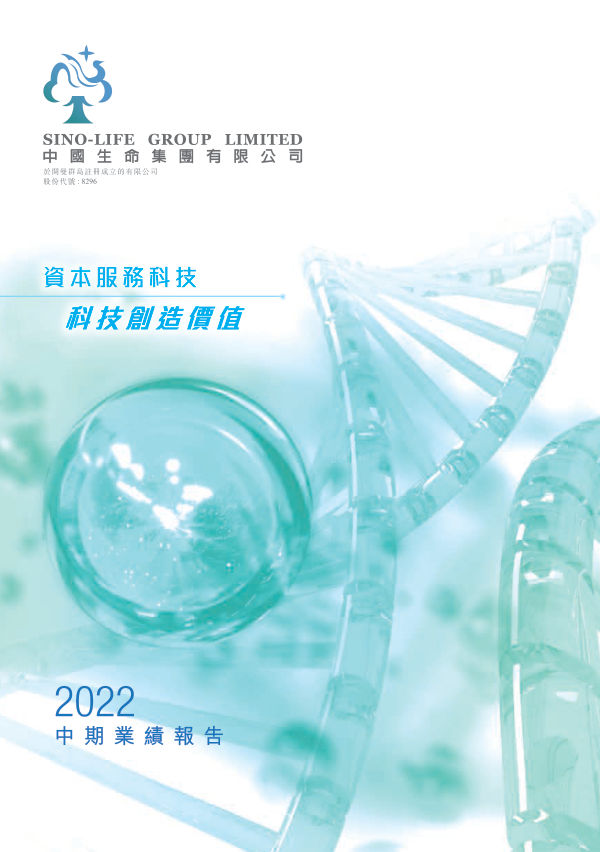 SINO-LIFE GROUP LIMITED
中國生命集團有限公司
於開曼群島註冊成立的有限公司
股份代號 : 8296
資本服務科技
科技創造價值
2022
中期業績報告